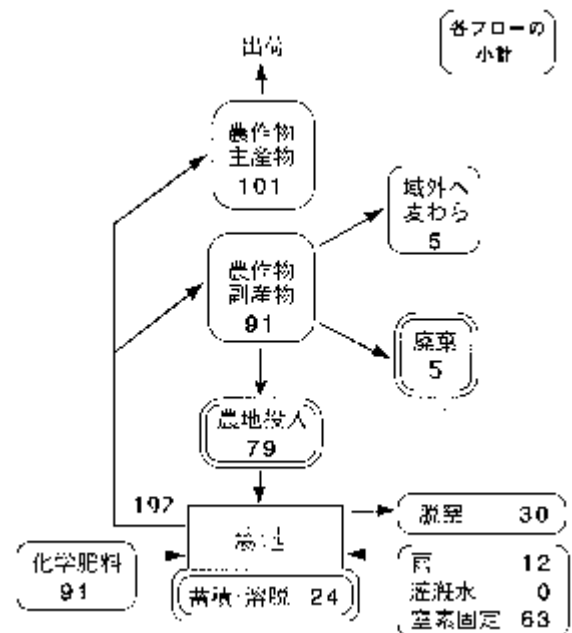 各フローの
小計
出荷
農作物
主産物
101
域外へ
麦わら
5
農作物
副産物
91
廃棄
5
農地投入
79
192
農地
脱窒 30
化学肥料
91
蓄積・溶脱 24
雨 12
灌漑水 0
窒素固定 63